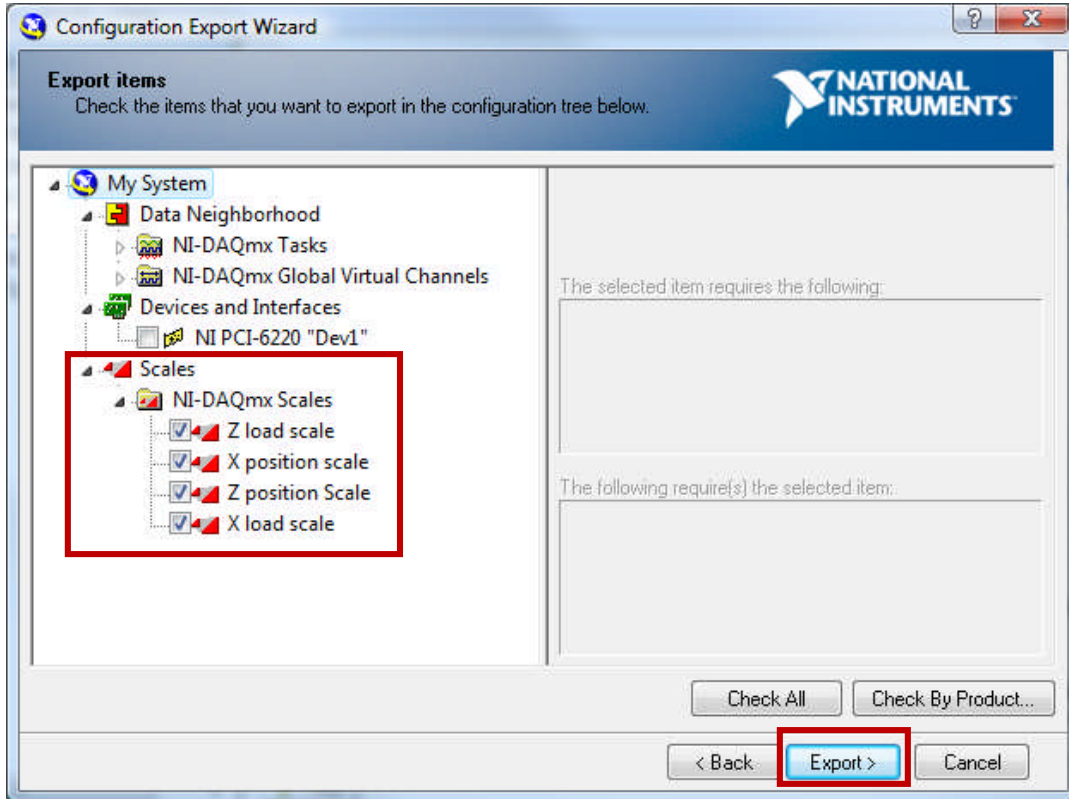 Configuration Export Wizard
Export items
Check the items that you want to export in the configuration tree below.
NATIONAL
INSTRUMENTS
My System
Data Neighborhood
NI-DAQmx Tasks
NI-DAQmx Global Virtual Channels
Devices and Interfaces
NI PCI-6220 "Dev1"
Scales
NI-DAQmx Scales
Z load scale
X position scale
Z position Scale
X load scale
The selected item requires the following:
The following require(s) the selected item:
Check All
Check By Product...
< Back
Export >
Cancel